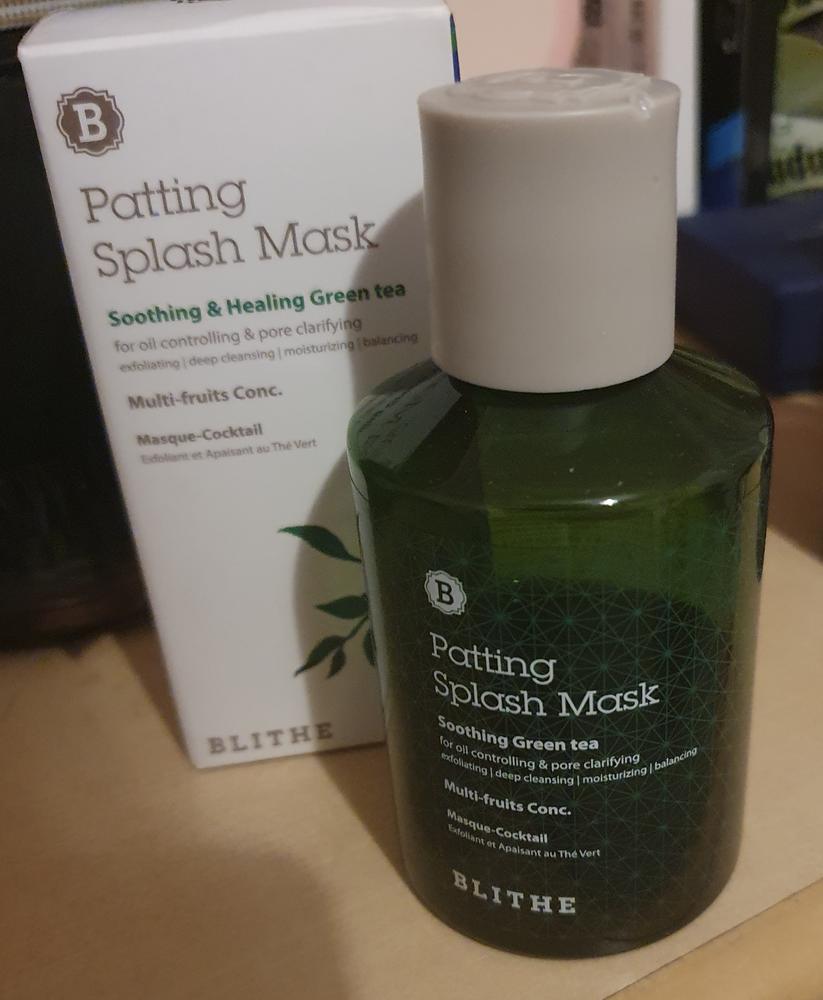 B
Patting
Splash Mask
Soothing & Healing Green tea
for oil controlling & pore clarifying
exfoliating | deep cleansing | moisturizing | balancing
Multi-fruits Conc.
Masque-Cocktail
Exfoliant et Apaisant au Thé Vert
BLITHE
B
Patting
Splash Mask
Soothing Green tea
for oil controlling & pore clarifying
exfoliating | deep cleansing | moisturizing | balancing
Multi-fruits Conc.
Masque-Cocktail
Exfoliant et Apaisant au Thé Vert
BLITHE